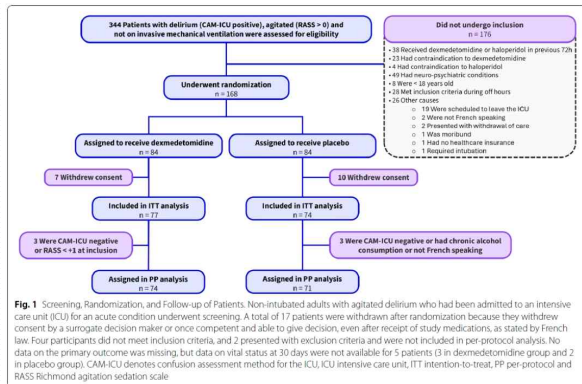 344 Patients with delirium (CAM-ICU positive), agitated (RASS > 0) and
not on invasive mechanical ventilation were assessed for eligibility
Did not undergo inclusion
n = 176
• 38 Received dexmedetomidine or haloperidol in previous 72h
• 23 Had contraindication to dexmedetomidine
• 4 Had contraindication to haloperidol
• 49 Had neuro-psychiatric conditions
• 8 Were < 18 years old
• 28 Met inclusion criteria during off hours
• 26 Other causes
o 19 Were scheduled to leave the ICU
o 2 Were not French speaking
o 2 Presented with withdrawal of care
o 1 Was moribund
o 1 Had no healthcare insurance
o 1 Required intubation
Underwent randomization
n = 168
Assigned to receive dexmedetomidine
n = 84
Assigned to receive placebo
n = 84
7 Withdrew consent
10 Withdrew consent
Included in ITT analysis
n = 77
Included in ITT analysis
n = 74
3 Were CAM-ICU negative
or RASS < +1 at inclusion
3 Were CAM-ICU negative or had chronic alcohol
consumption or not French speaking
Assigned in PP analysis
n = 74
Assigned in PP analysis
n = 71
Fig. 1 Screening, Randomization, and Follow-up of Patients. Non-intubated adults with agitated delirium who had been admitted to an intensive
care unit (ICU) for an acute condition underwent screening. A total of 17 patients were withdrawn after randomization because they withdrew
consent by a surrogate decision maker or once competent and able to give decision, even after receipt of study medications, as stated by French
law. Four participants did not meet inclusion criteria, and 2 presented with exclusion criteria and were not included in per-protocol analysis. No
data on the primary outcome was missing, but data on vital status at 30 days were not available for 5 patients (3 in dexmedetomidine group and 2
in placebo group). CAM-ICU denotes confusion assessment method for the ICU, ICU intensive care unit, ITT intention-to-treat, PP per-protocol and
RASS Richmond agitation sedation scale